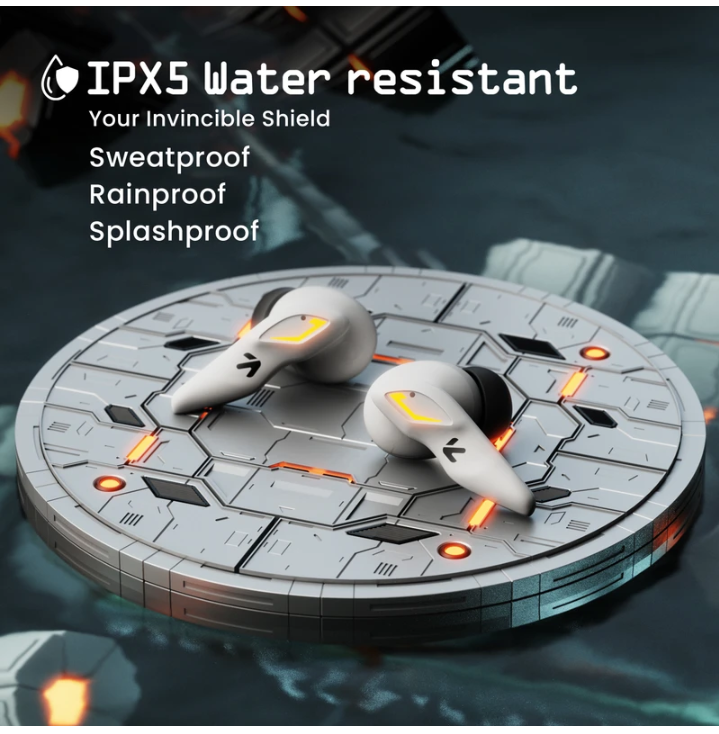 IPX5 Water resistant
Your Invincible Shield
Sweatproof
Rainproof
Splashproof